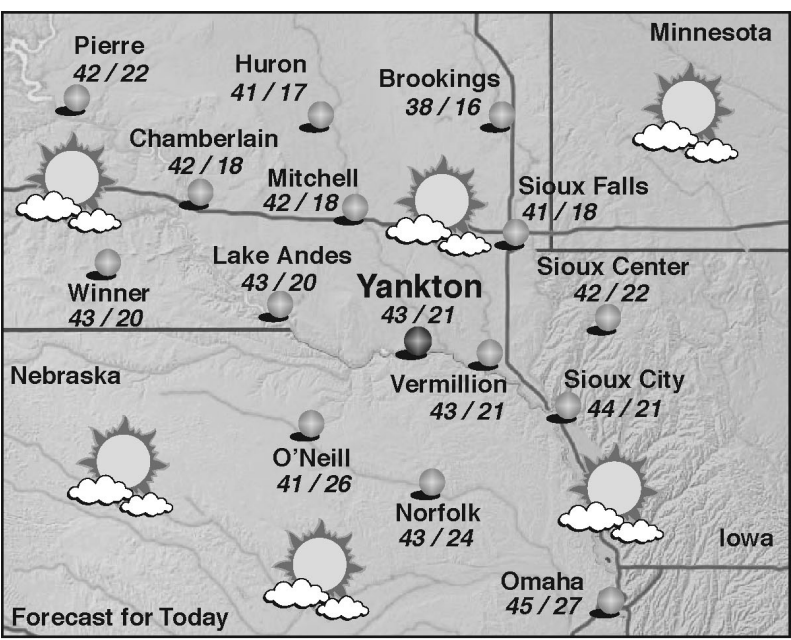 Minnesota
Pierre
42 / 22
Huron
41 / 17
Brookings
38 / 16
Chamberlain
42 / 18
Mitchell
42 / 18
Sioux Falls
41 / 18
Winner
43 / 20
Lake Andes
43 / 20
Yankton
43 / 21
Sioux Center
42 / 22
Nebraska
Vermillion
43 / 21
Sioux City
44 / 21
O'Neill
41 / 26
Norfolk
43 / 24
Iowa
Omaha
45 / 27
Forecast for Today